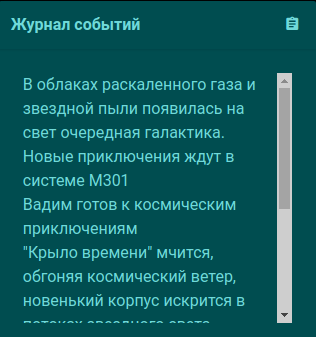 Журнал событий
В облаках раскаленного газа и
звездной пыли появилась на
свет очередная галактика.
Новые приключения ждут в
системе M301
Вадим готов к космическим
приключениям
"Крыло времени" мчится,
обгоняя космический ветер,
новенький корпус искрится в
потоках звездного света